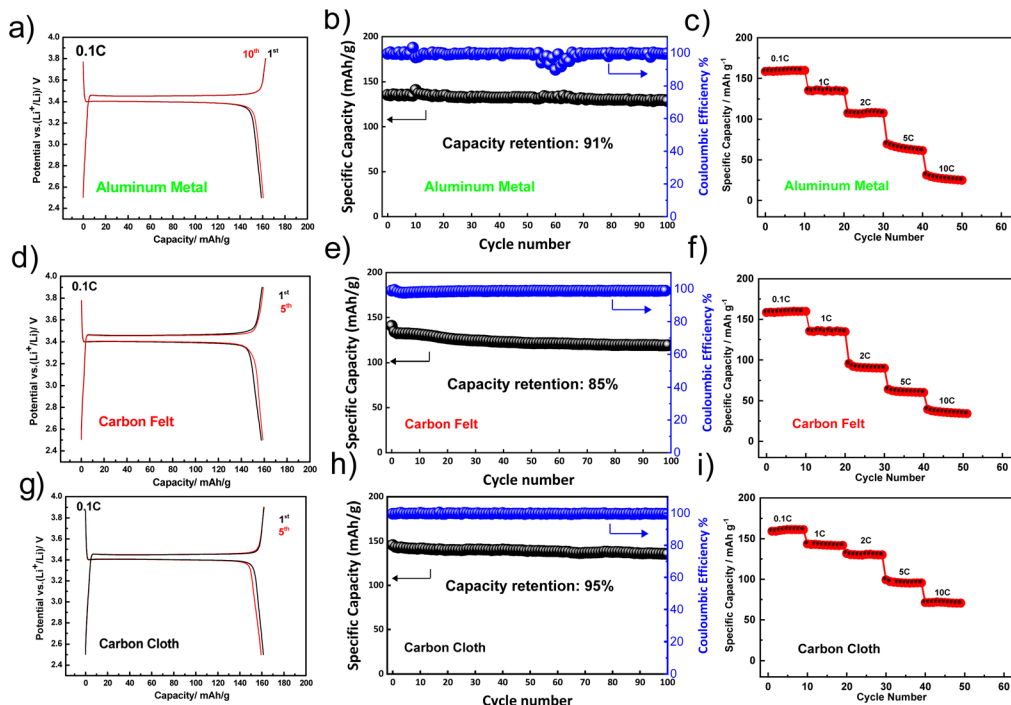 a)
0.1C
10th 1st
Aluminum Metal
Potential vs.(Li+/Li)/ V
4.0
3.8
3.6
3.4
3.2
3.0
2.8
2.6
2.4
0 20 40 60 80 100 120 140 160 180 200
Capacity/ mAh/g
b)
Specific Capacity (mAh/g)
200
150
100
50
0
Capacity retention: 91%
Aluminum Metal
100
80
60
40
20
0
Couloumbic Efficiency %
0 10 20 30 40 50 60 70 80 90 100
Cycle number
c)
Specific Capacity / mAh g-1
200
150
100
50
0
0.1C
1C
2C
5C
10C
Aluminum Metal
0 10 20 30 40 50 60
Cycle Number
d)
0.1C
1st
5th
Carbon Felt
Potential vs.(Li+/Li)/ V
4.0
3.8
3.6
3.4
3.2
3.0
2.8
2.6
2.4
0 20 40 60 80 100 120 140 160 180 200
Capacity/ mAh/g
e)
Specific Capacity (mAh/g)
200
150
100
50
0
Capacity retention: 85%
Carbon Felt
100
80
60
40
20
0
Couloumbic Efficiency %
0 10 20 30 40 50 60 70 80 90 100
Cycle number
f)
Specific Capacity / mAh g-1
200
150
100
50
0
0.1C
1C
2C
5C
10C
Carbon Felt
0 10 20 30 40 50 60
Cycle Number
g)
0.1C
1st
5th
Carbon Cloth
Potential vs.(Li+/Li)/ V
4.0
3.8
3.6
3.4
3.2
3.0
2.8
2.6
2.4
0 20 40 60 80 100 120 140 160 180 200
Capacity/ mAh/g
h)
Specific Capacity (mAh/g)
200
150
100
50
0
Capacity retention: 95%
Carbon Cloth
100
80
60
40
20
0
Couloumbic Efficiency %
0 10 20 30 40 50 60 70 80 90 100
Cycle number
i)
Specific Capacity / mAh g-1
200
150
100
50
0
0.1C
1C
2C
5C
10C
Carbon Cloth
0 10 20 30 40 50 60
Cycle Number